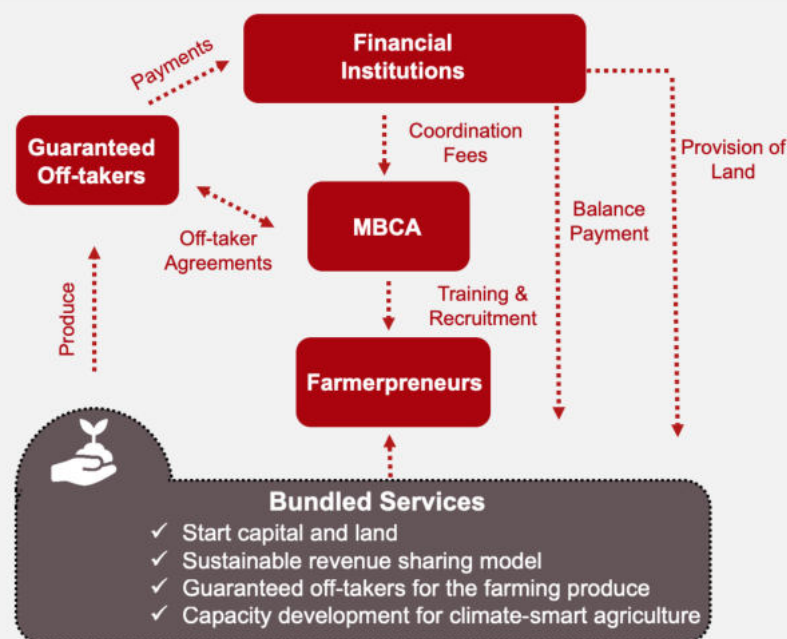 Financial
Institutions
Payments
Guaranteed
Off-takers
Coordination
Fees
Provision of
Land
MBCA
Balance
Payment
Off-taker
Agreements
Training &
Recruitment
Produce
Farmerpreneurs
Bundled Services
✓ Start capital and land
✓ Sustainable revenue sharing model
✓ Guaranteed off-takers for the farming produce
✓ Capacity development for climate-smart agriculture